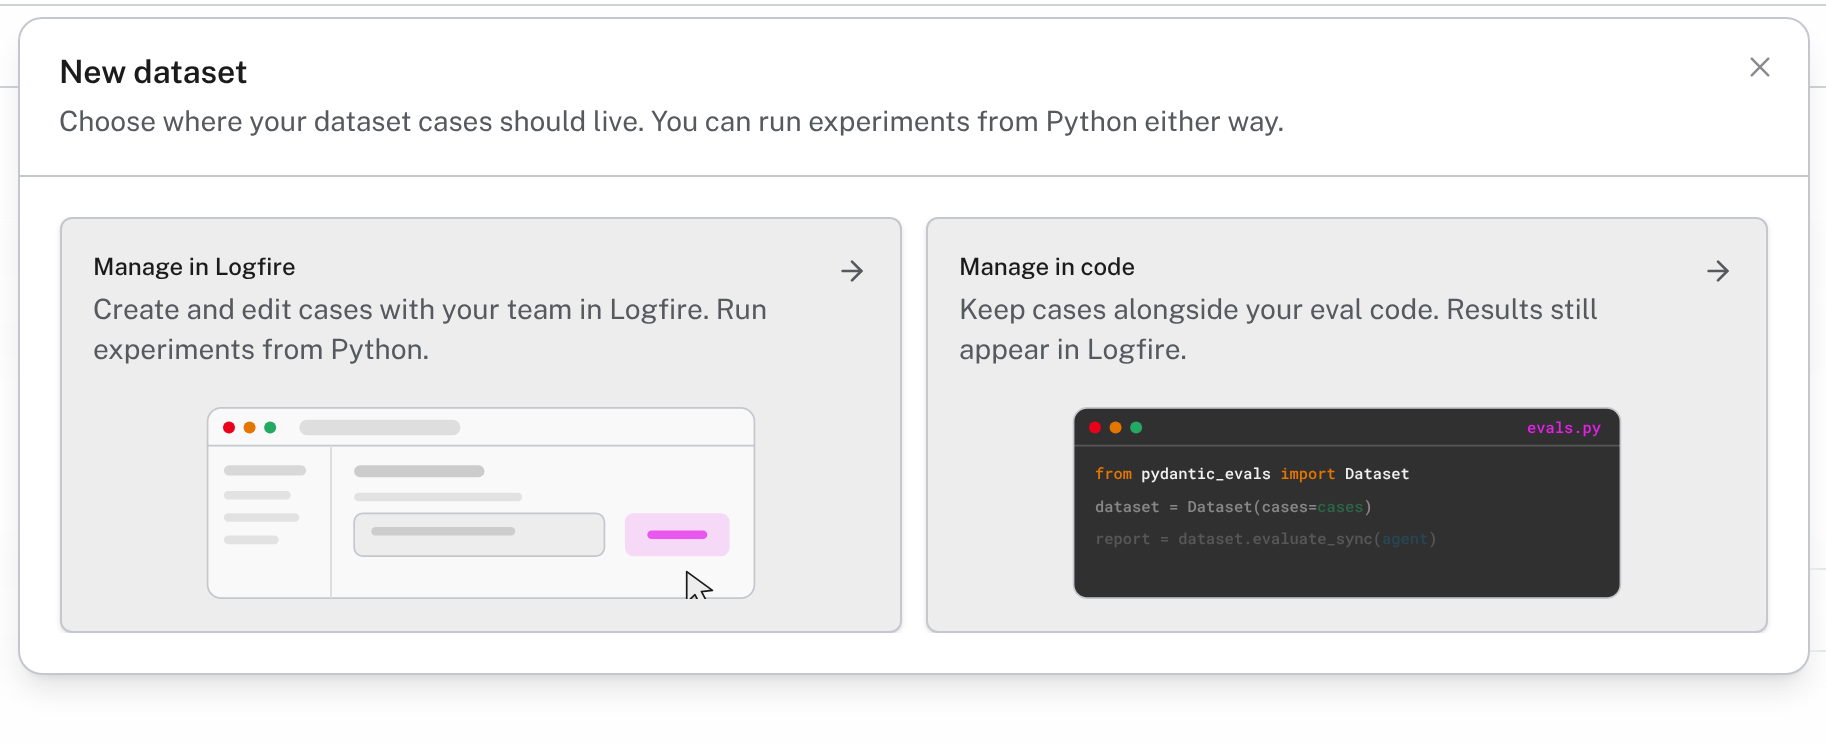 New dataset
Choose where your dataset cases should live. You can run experiments from Python either way.
Manage in Logfire
Create and edit cases with your team in Logfire. Run
experiments from Python.
Manage in code
Keep cases alongside your eval code. Results still
appear in Logfire.
evals.py
from pydantic_evals import Dataset
dataset = Dataset(cases=cases)
report = dataset.evaluate_sync(agent)